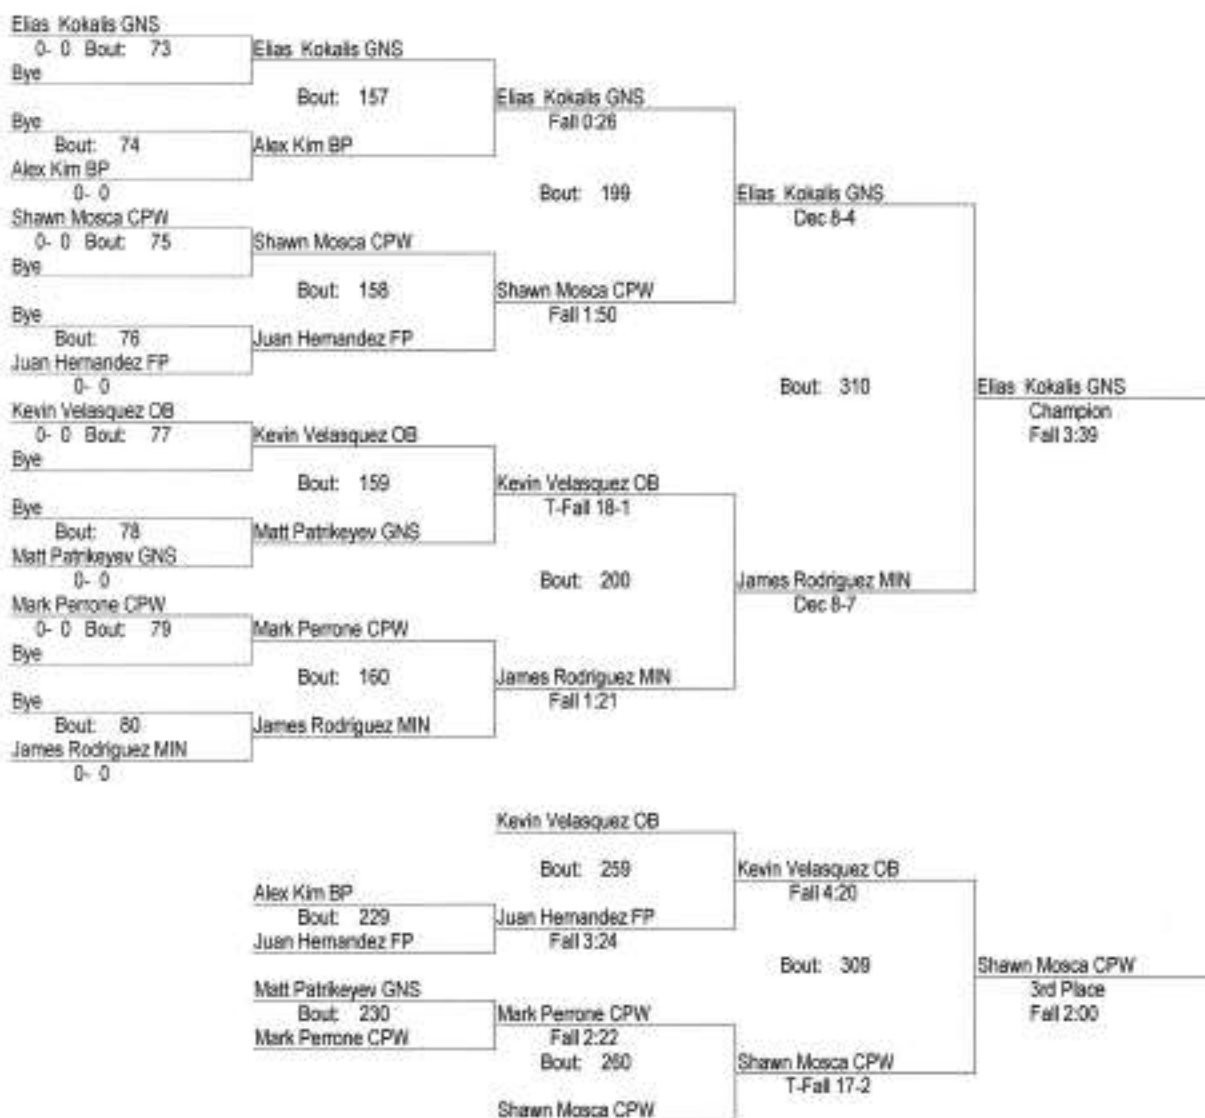 Elias Kokalis GNS
0- 0 Bout: 73
Bye
Elias Kokalis GNS
Bout: 157
Bye
Bout: 74
Alex Kim BP
0- 0
Alex Kim BP
Elias Kokalis GNS
Fall 0:26
Bout: 199
Shawn Mosca CPW
0- 0 Bout: 75
Bye
Shawn Mosca CPW
Bout: 158
Bye
Bout: 76
Juan Hernandez FP
0- 0
Juan Hernandez FP
Shawn Mosca CPW
Fall 1:50
Elias Kokalis GNS
Dec 8-4
Bout: 310
Kevin Velasquez OB
0- 0 Bout: 77
Bye
Kevin Velasquez OB
Bout: 159
Bye
Bout: 78
Matt Patrikeyev GNS
0- 0
Matt Patrikeyev GNS
Kevin Velasquez OB
T-Fall 18-1
Bout: 200
Mark Perrone CPW
0- 0 Bout: 79
Bye
Mark Perrone CPW
Bout: 160
Bye
Bout: 80
James Rodriguez MIN
0- 0
James Rodriguez MIN
James Rodriguez MIN
Fall 1:21
James Rodriguez MIN
Dec 8-7
Elias Kokalis GNS
Champion
Fall 3:39
Kevin Velasquez OB
Bout: 259
Alex Kim BP
Bout: 229
Juan Hernandez FP
Juan Hernandez FP
Fall 3:24
Kevin Velasquez OB
Fall 4:20
Bout: 309
Matt Patrikeyev GNS
Bout: 230
Mark Perrone CPW
Mark Perrone CPW
Fall 2:22
Bout: 260
Shawn Mosca CPW
Shawn Mosca CPW
T-Fall 17-2
Shawn Mosca CPW
3rd Place
Fall 2:00